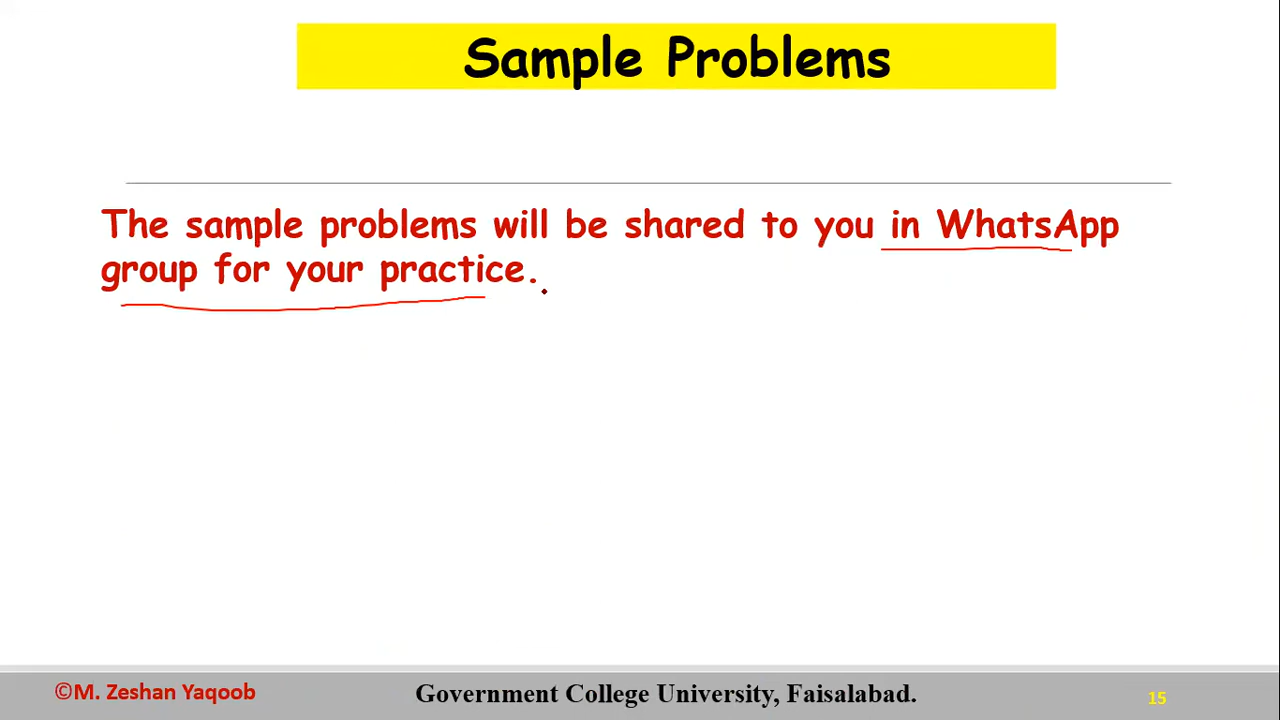 Sample Problems
The sample problems will be shared to you in WhatsApp
group for your practice.
©M. Zeshan Yaqoob
Government College University, Faisalabad.
15